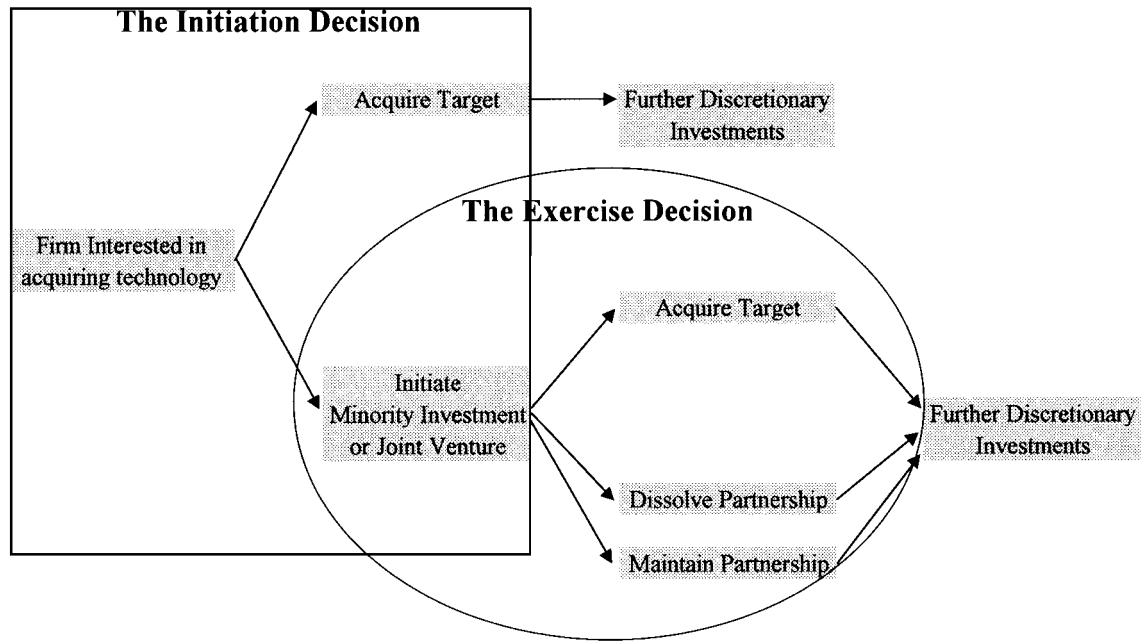 The Initiation Decision
Acquire Target
Further Discretionary
Investments
The Exercise Decision
Firm Interested in
acquiring technology
Acquire Target
Initiate
Minority Investment
or Joint Venture
Further Discretionary
Investments
Dissolve Partnership
Maintain Partnership